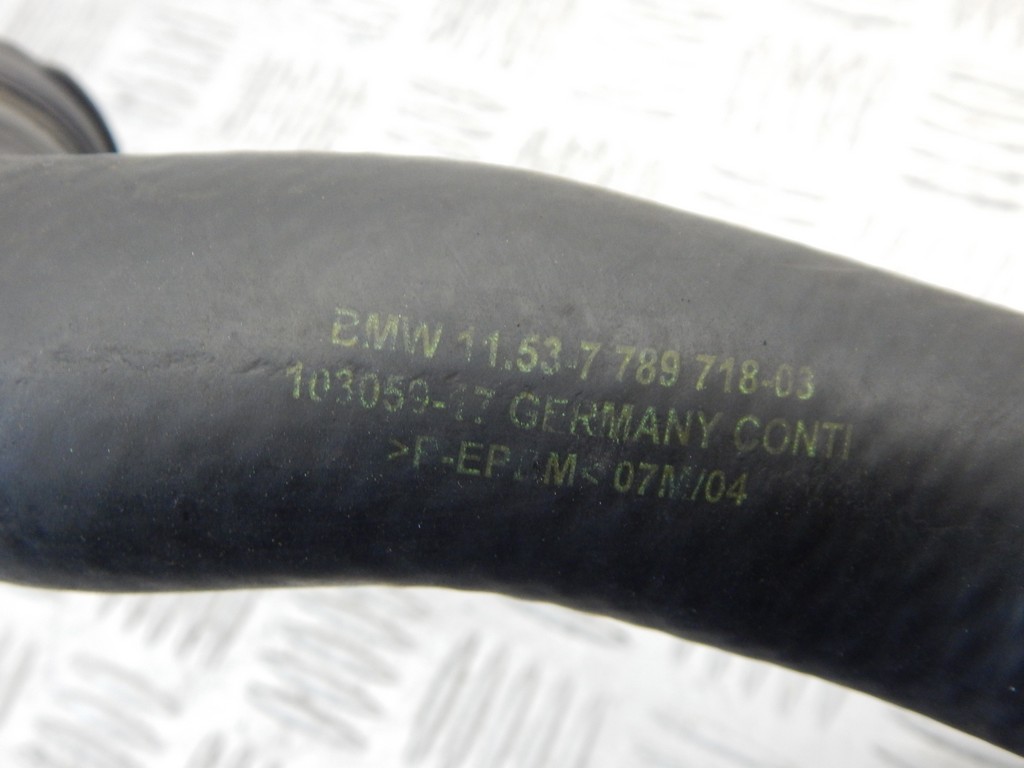 BMW 11.53-7 789 718-03
103059-17 GERMANY CONTI
>P-EPDM< 07M/04